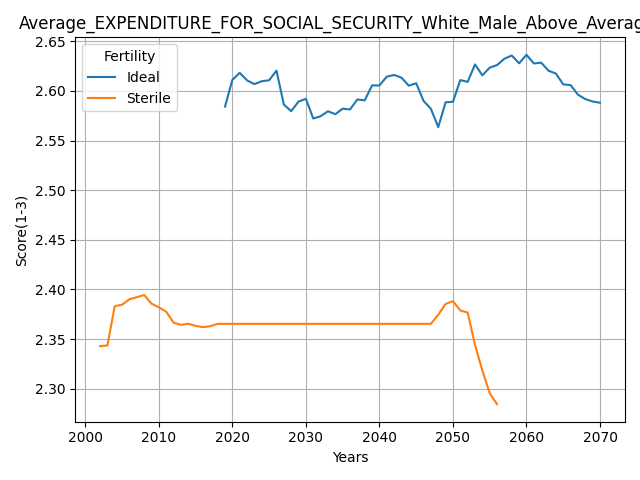 Average_EXPENDITURE_FOR_SOCIAL_SECURITY_White_Male_Above_Averag
2.65
2.60
2.55
2.50
2.45
2.40
2.35
2.30
Score(1-3)
Fertility
Ideal
Sterile
2000 2010 2020 2030 2040 2050 2060 2070
Years